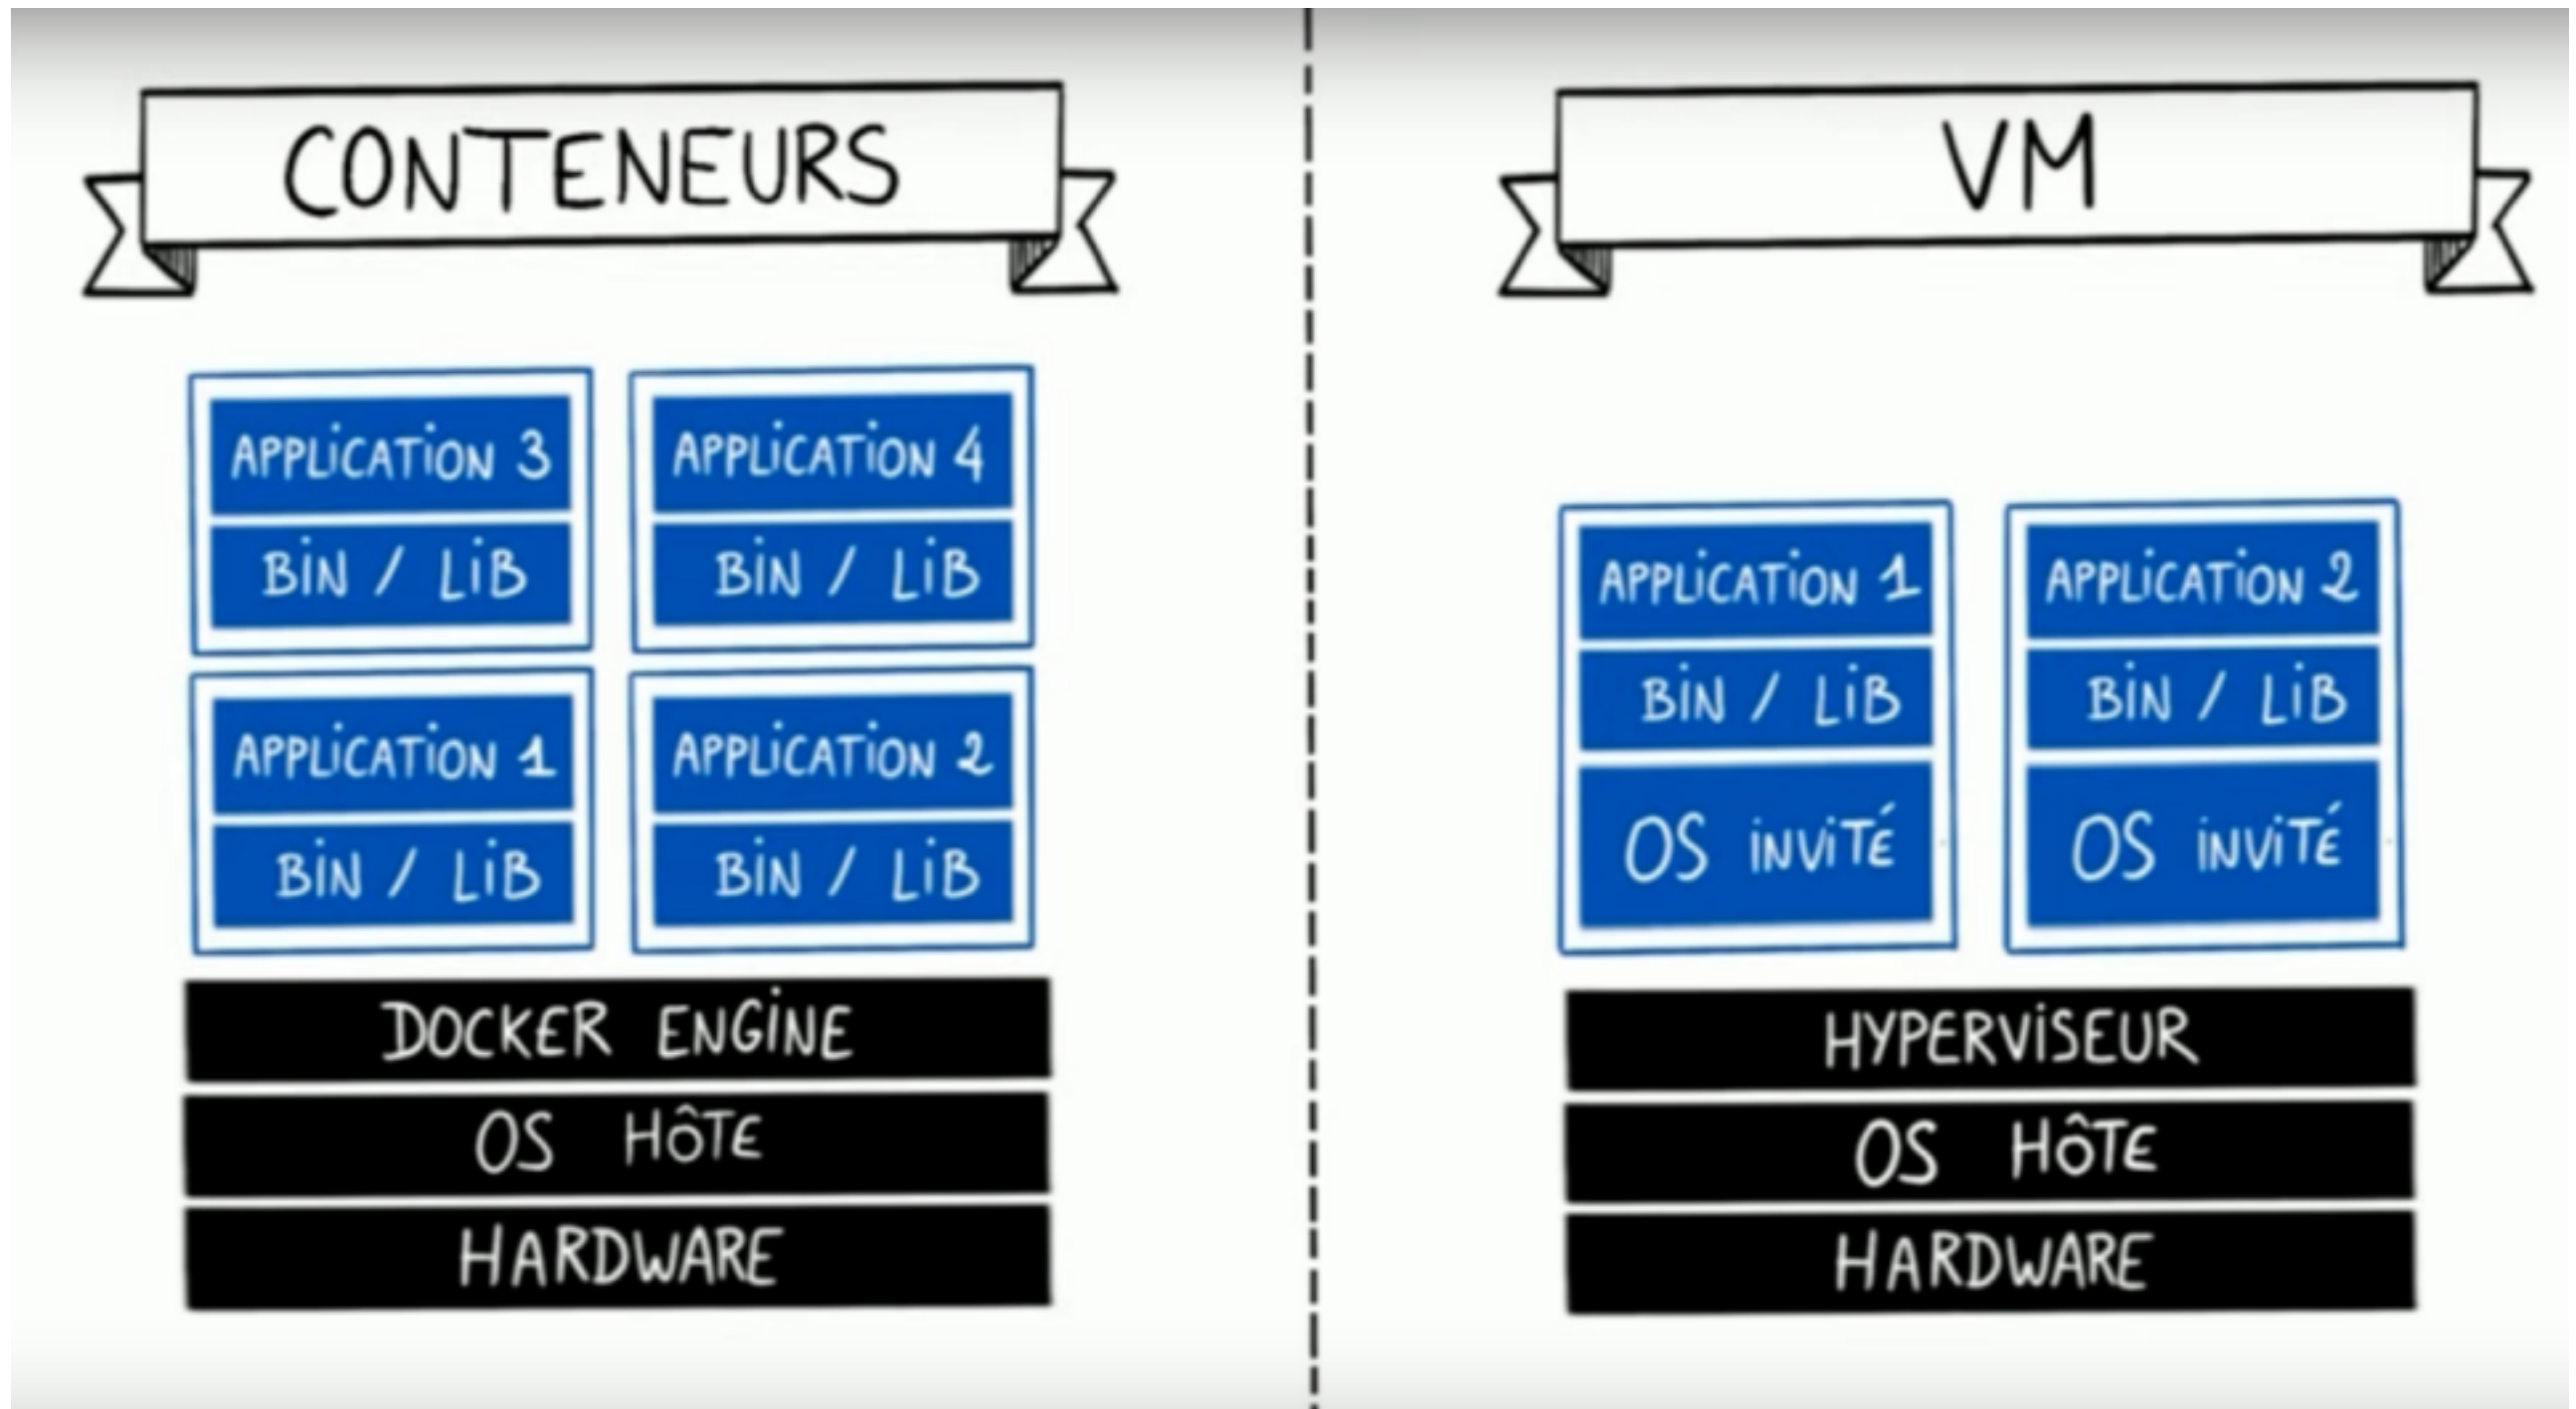 CONTENEURS
APPLICATION 3
BIN / LIB
APPLICATION 4
BIN / LIB
APPLICATION 1
BIN / LIB
APPLICATION 2
BIN / LIB
DOCKER ENGINE
OS HÔTE
HARDWARE
VM
APPLICATION 1
BIN / LIB
OS INVITÉ
APPLICATION 2
BIN / LIB
OS INVITÉ
HYPERVISEUR
OS HÔTE
HARDWARE